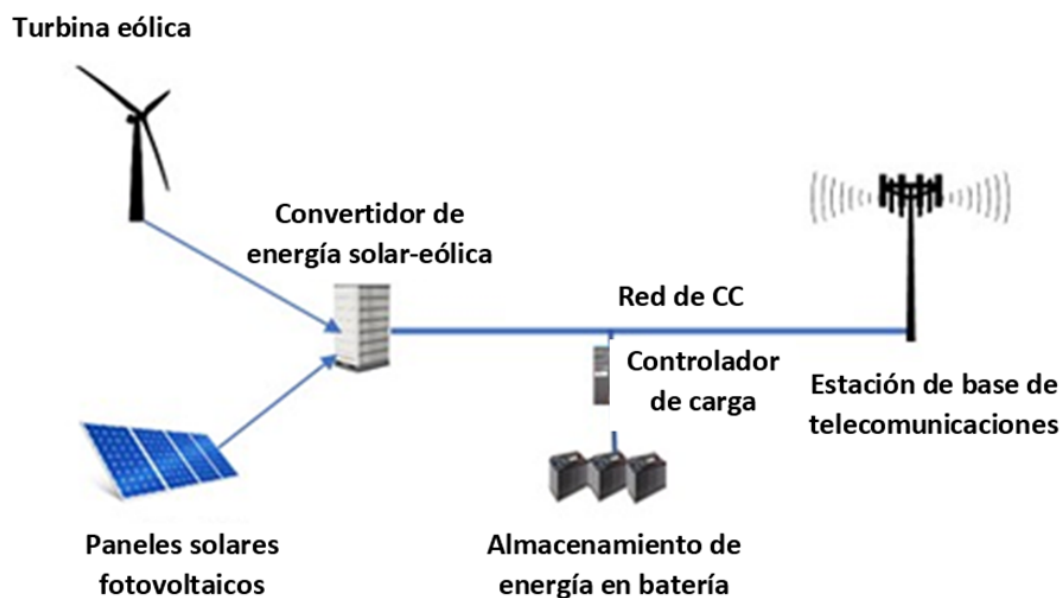 Turbina eólica
Convertidor de
energía solar-eólica
Red de CC
Controlador
de carga
Estación de base de
telecomunicaciones
Paneles solares
fotovoltaicos
Almacenamiento de
energía en batería